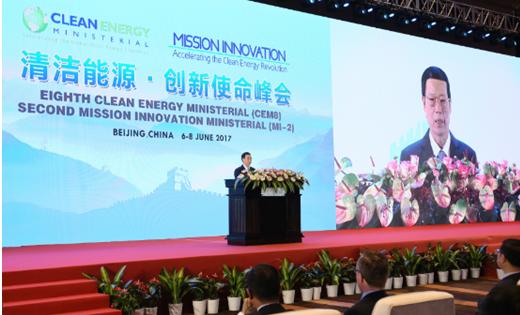 CLEAN ENERGY
MINISTERIAL
MISSION INNOVATION
Accelerating the Clean Energy Revolution
清洁能源·创新使命峰会
EIGHTH CLEAN ENERGY MINISTERIAL (CEM8)
SECOND MISSION INNOVATION MINISTERIAL (MI-2)
BEIJING.CHINA 6-8 JUNE 2017